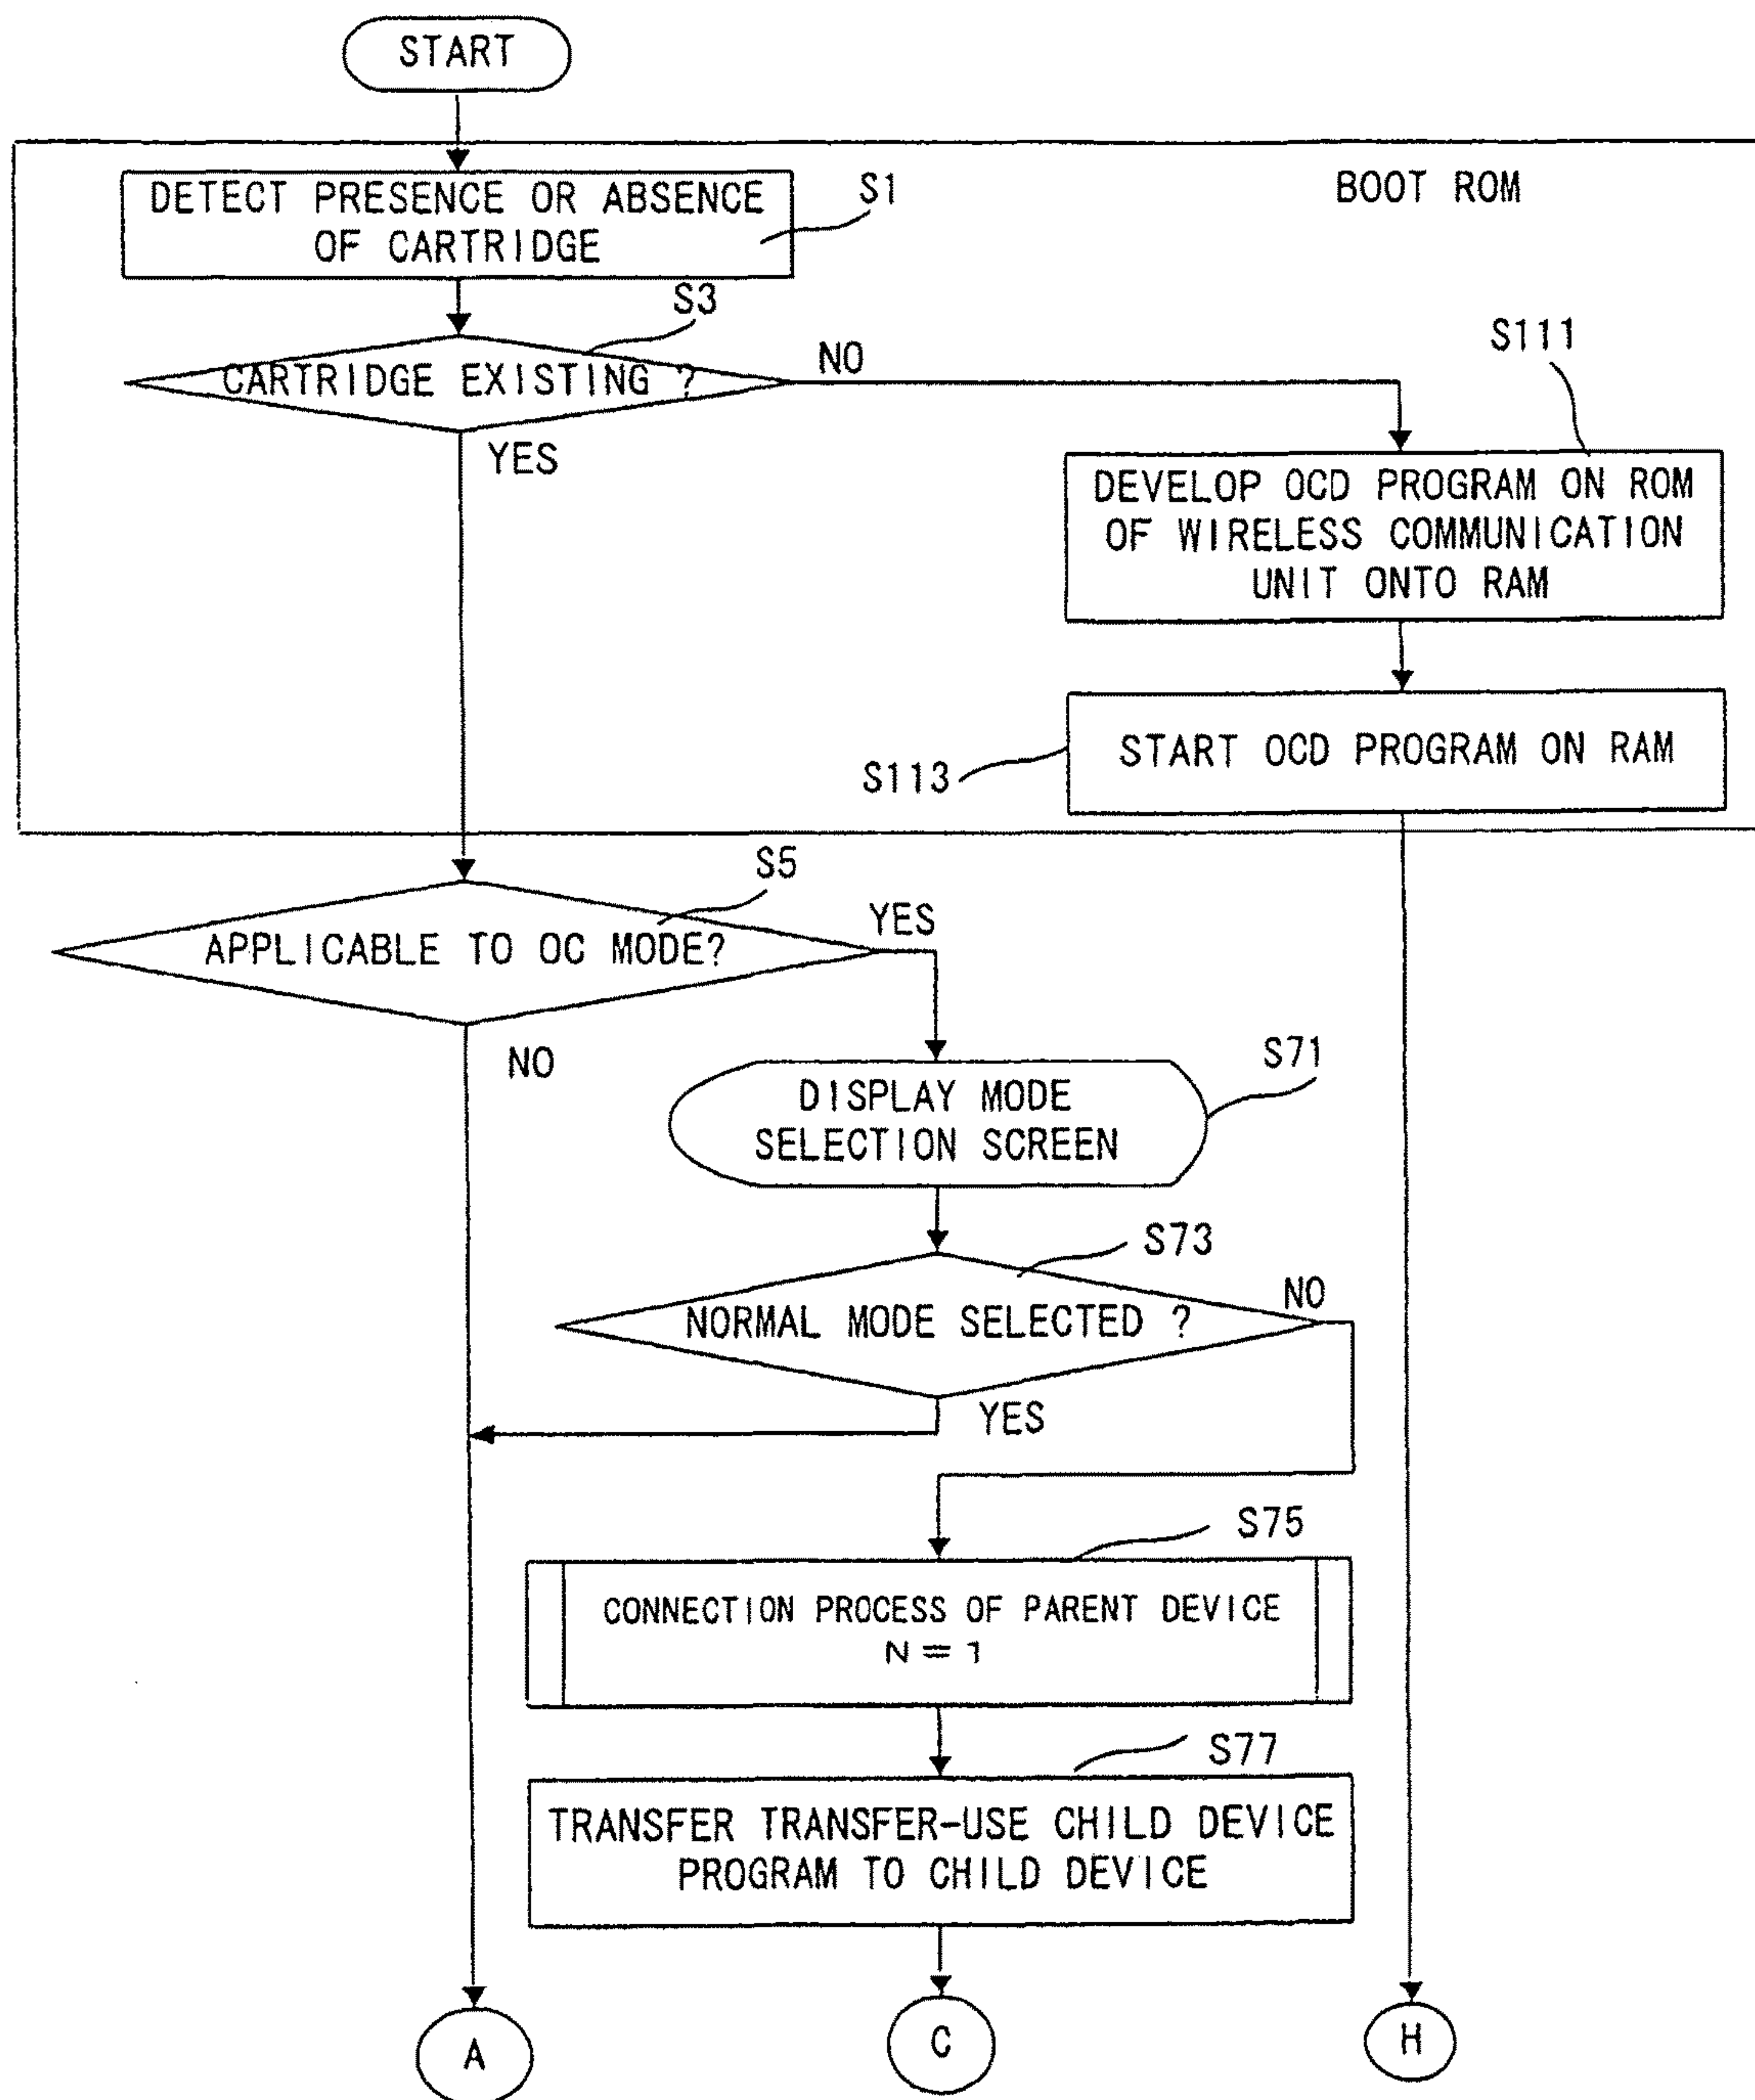 START
BOOT ROM
S1
DETECT PRESENCE OR ABSENCE
OF CARTRIDGE
S3
CARTRIDGE EXISTING ?
NO
YES
S111
DEVELOP OCD PROGRAM ON ROM
OF WIRELESS COMMUNICATION
UNIT ONTO RAM
S113
START OCD PROGRAM ON RAM
S5
APPLICABLE TO OC MODE?
YES
NO
S71
DISPLAY MODE
SELECTION SCREEN
S73
NORMAL MODE SELECTED ?
NO
YES
S75
CONNECTION PROCESS OF PARENT DEVICE
N = 1
S77
TRANSFER TRANSFER-USE CHILD DEVICE
PROGRAM TO CHILD DEVICE
A
C
H